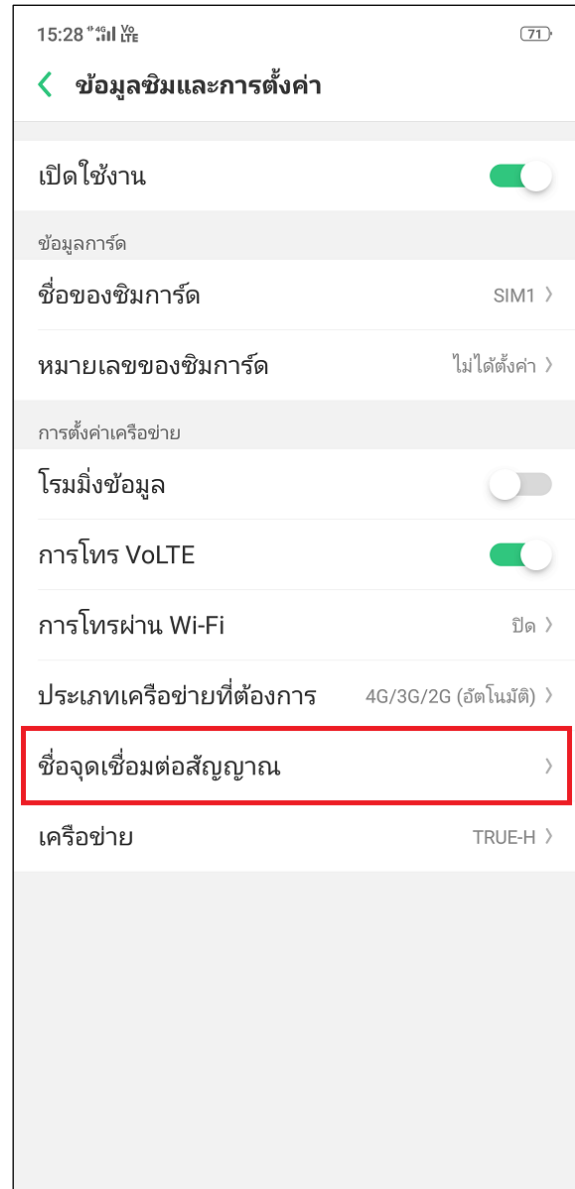 15:28 4G VoLTE 71
ข้อมูลซิมและการตั้งค่า
เปิดใช้งาน
ข้อมูลการ์ด
ชื่อของซิมการ์ด SIM1
หมายเลขของซิมการ์ด ไม่ได้ตั้งค่า
การตั้งค่าเครือข่าย
โรมมิ่งข้อมูล
การโทร VoLTE
การโทรผ่าน Wi-Fi ปิด
ประเภทเครือข่ายที่ต้องการ 4G/3G/2G (อัตโนมัติ)
ชื่อจุดเชื่อมต่อสัญญาณ
เครือข่าย TRUE-H